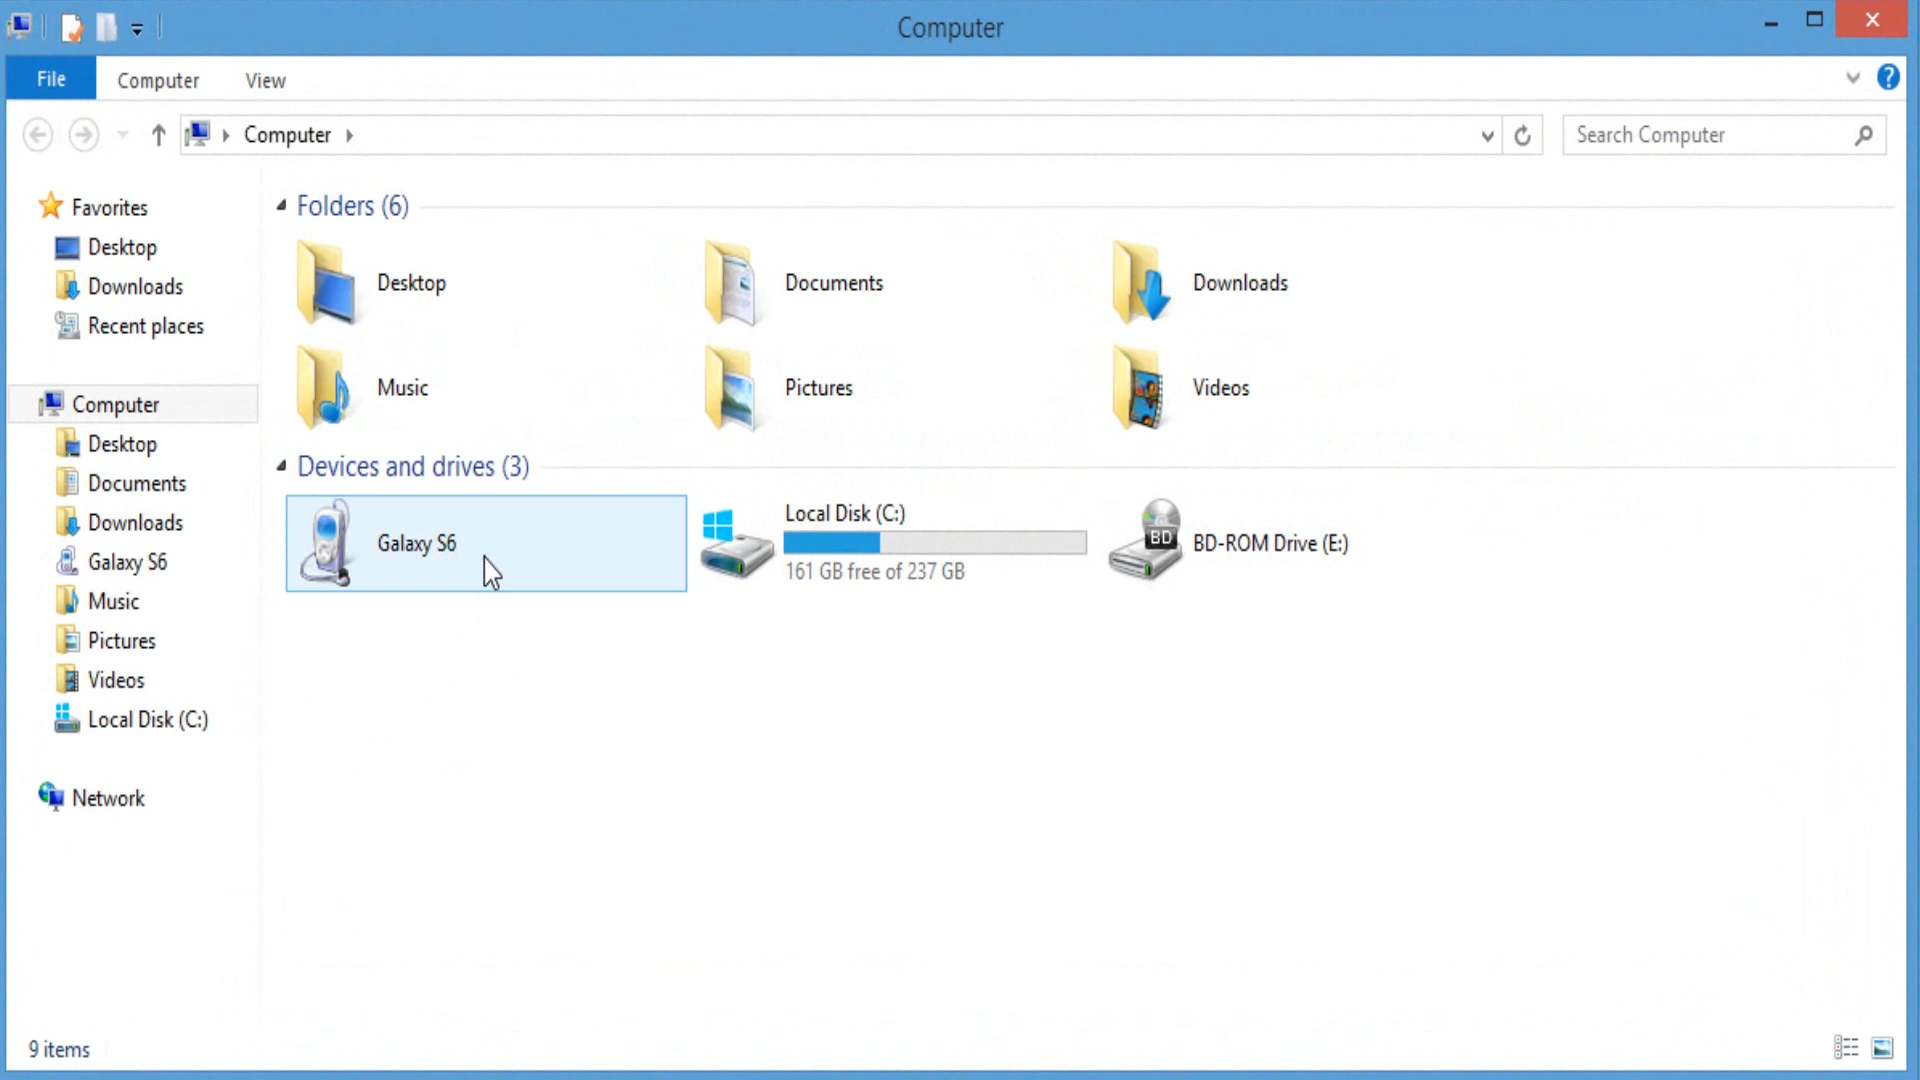 Computer
File
Computer
View
Computer
Search Computer
Favorites
Desktop
Downloads
Recent places
Computer
Desktop
Documents
Downloads
Galaxy S6
Music
Pictures
Videos
Local Disk (C:)
Network
Folders (6)
Desktop
Documents
Downloads
Music
Pictures
Videos
Devices and drives (3)
Galaxy S6
Local Disk (C:)
161 GB free of 237 GB
BD
BD-ROM Drive (E:)
9 items